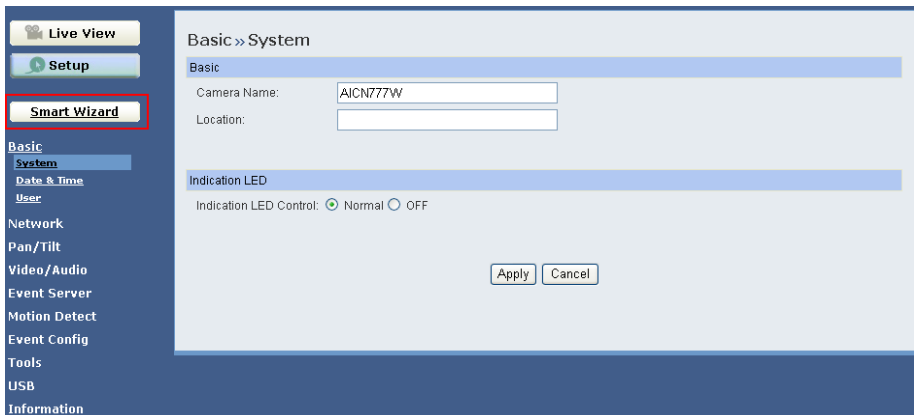 Live View
Setup
Smart Wizard
Basic
System
Date & Time
User
Network
Pan/Tilt
Video/Audio
Event Server
Motion Detect
Event Config
Tools
USB
Information
Basic » System
Basic
Camera Name: AICN777W
Location:
Indication LED
Indication LED Control: Normal OFF
Apply Cancel